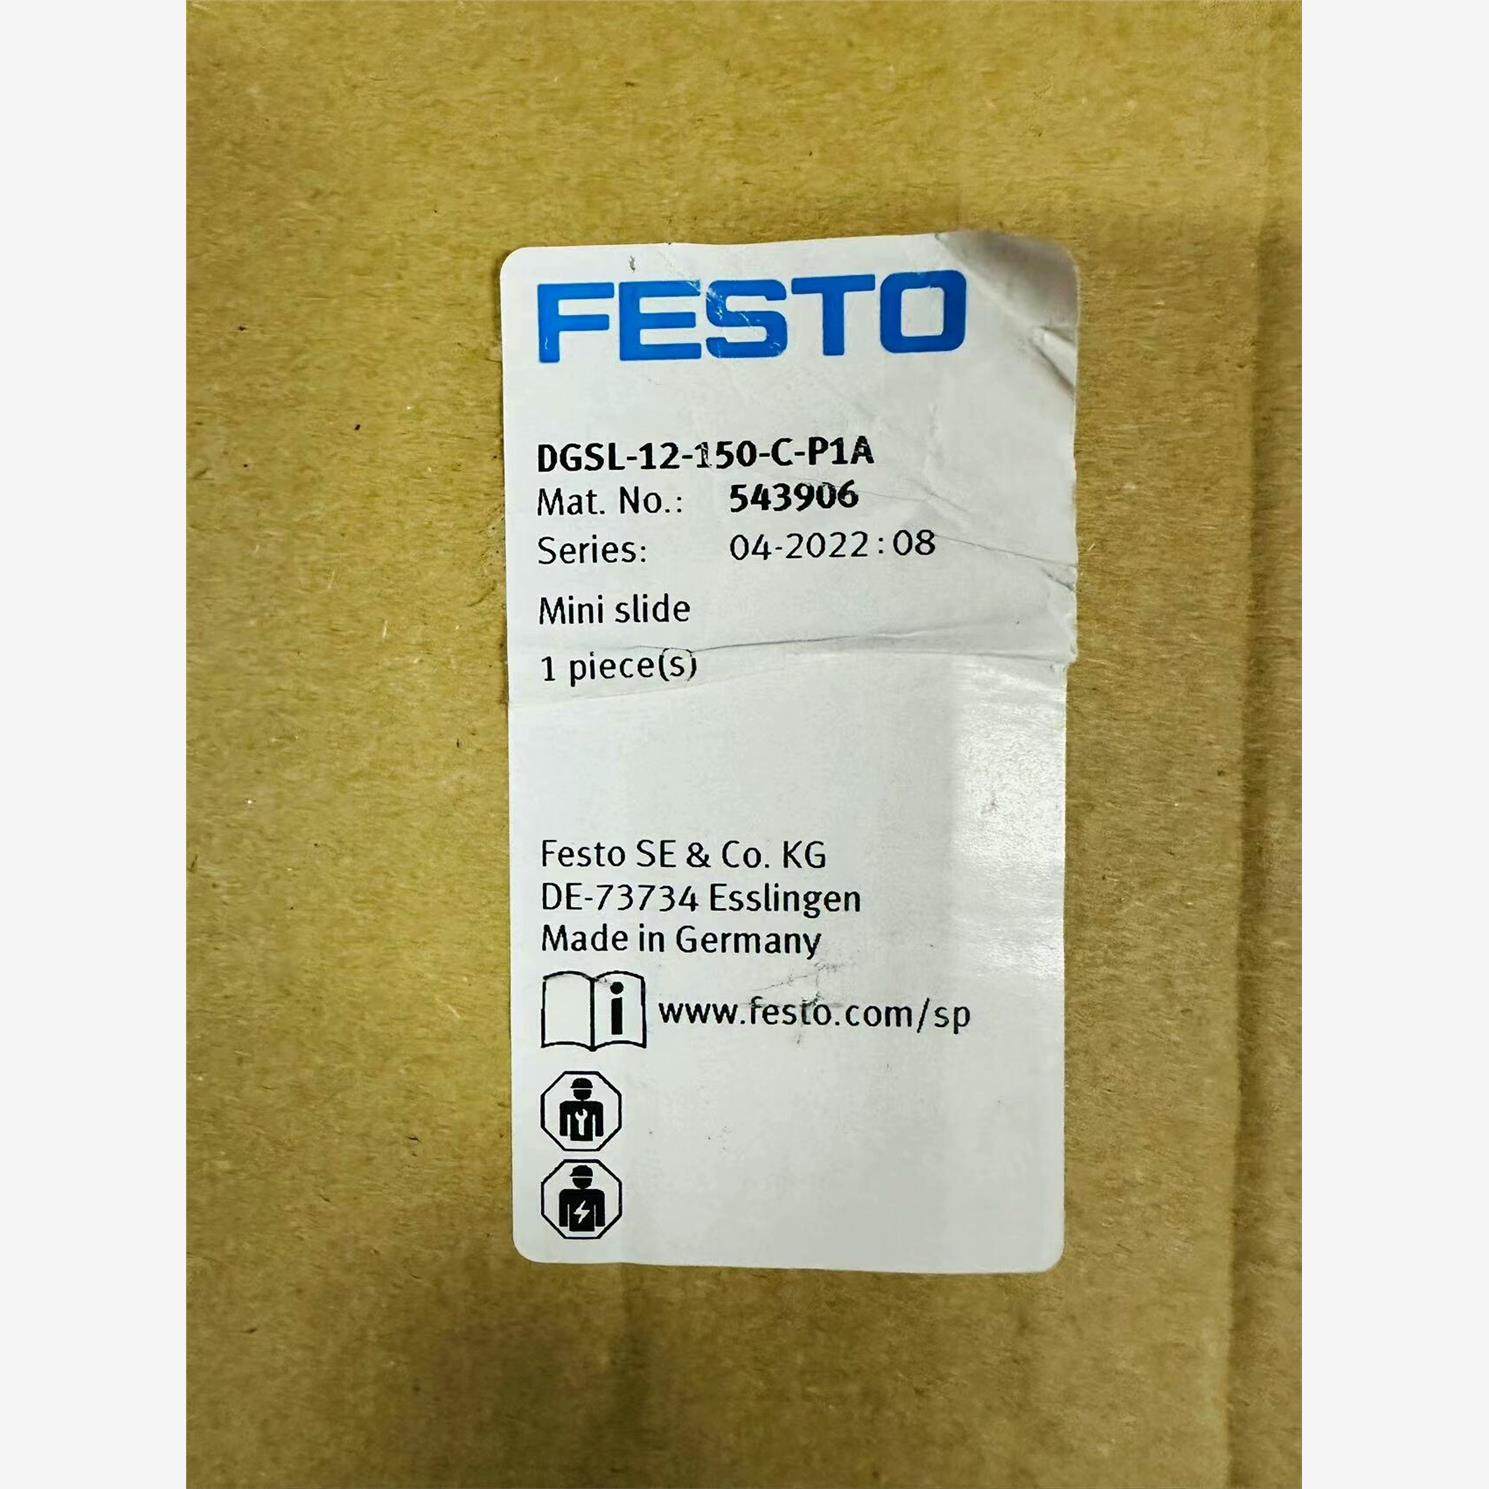 FESTO
DGSL-12-150-C-P1A
Mat. No.: 543906
Series: 04-2022:08
Mini slide
1 piece(s)
Festo SE & Co. KG
DE-73734 Esslingen
Made in Germany
i www.festo.com/sp